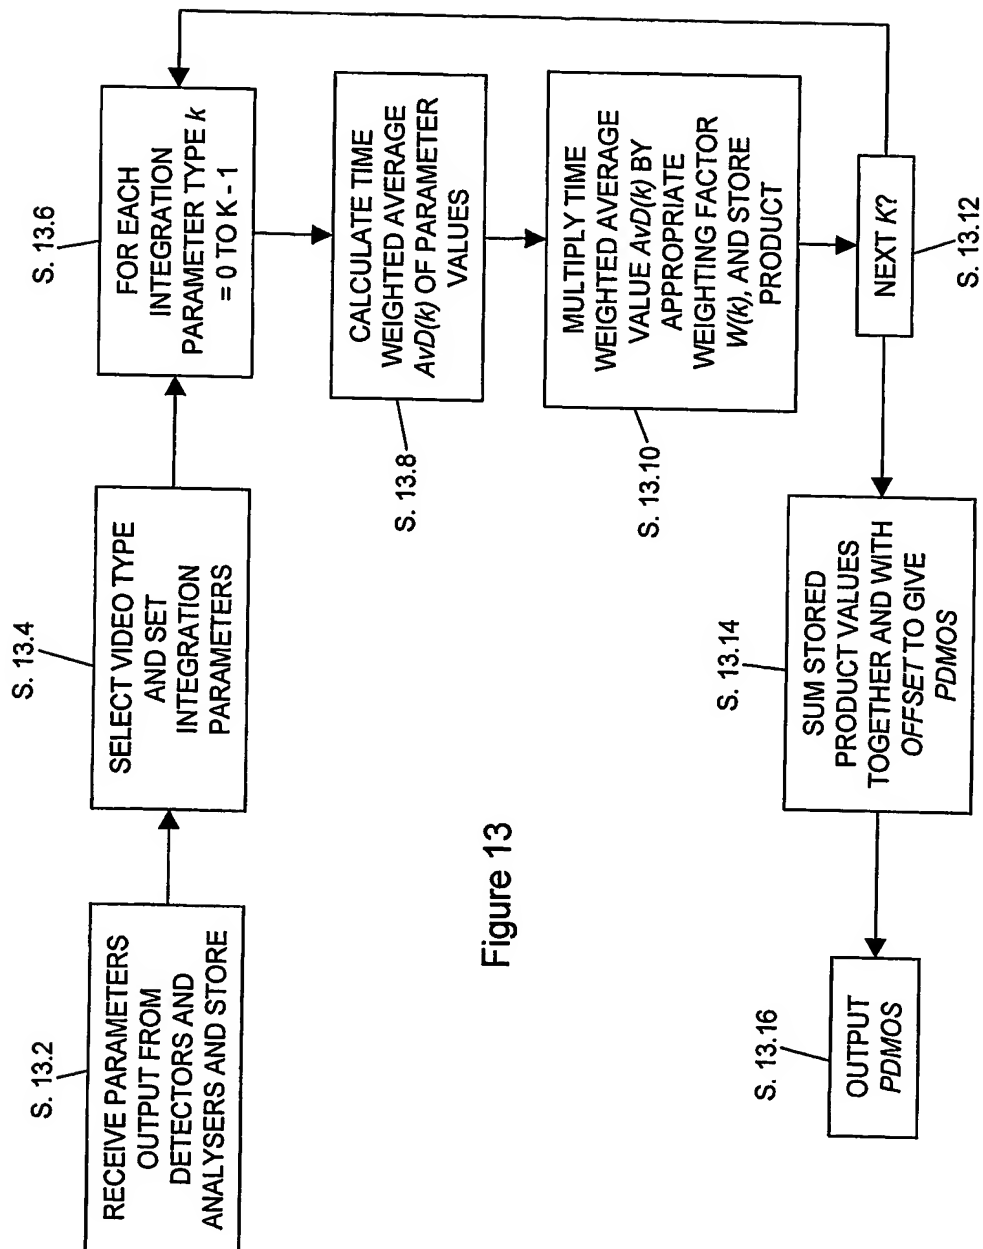 S. 13.2
RECEIVE PARAMETERS
OUTPUT FROM
DETECTORS AND
ANALYSERS AND STORE
S. 13.4
SELECT VIDEO TYPE
AND SET
INTEGRATION
PARAMETERS
S. 13.6
FOR EACH
INTEGRATION
PARAMETER TYPE k
= 0 TO K - 1
S. 13.8
CALCULATE TIME
WEIGHTED AVERAGE
AvD(k) OF PARAMETER
VALUES
S. 13.10
MULTIPLY TIME
WEIGHTED AVERAGE
VALUE AvD(k) BY
APPROPRIATE
WEIGHTING FACTOR
W(k), AND STORE
PRODUCT
NEXT K?
S. 13.12
S. 13.14
SUM STORED
PRODUCT VALUES
TOGETHER AND WITH
OFFSET TO GIVE
PDMOS
S. 13.16
OUTPUT
PDMOS
Figure 13